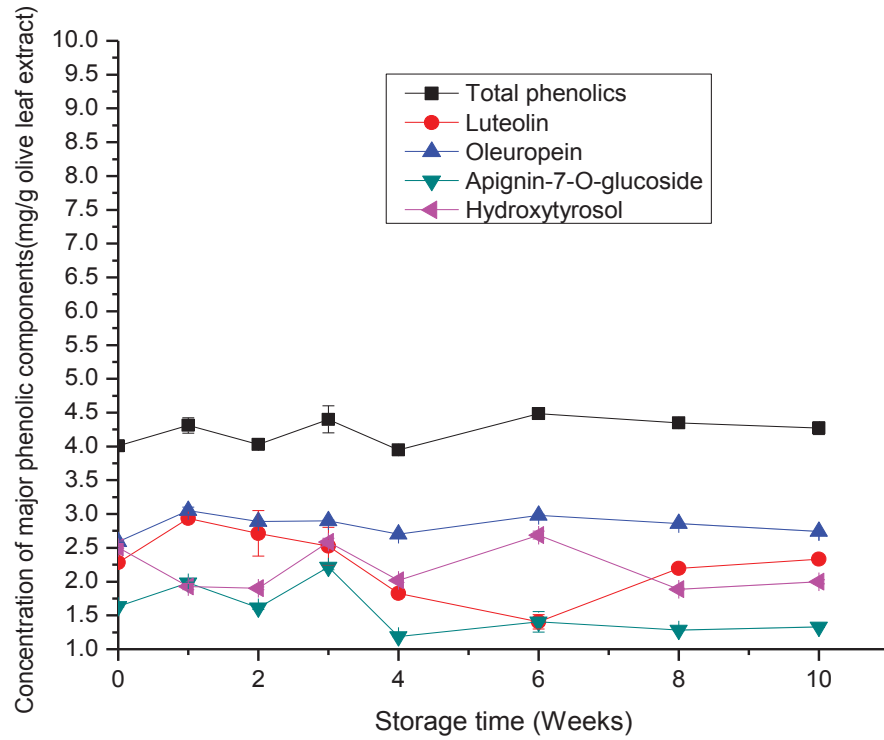 Concentration of major phenolic components(mg/g olive leaf extract)
10.0
9.5
9.0
8.5
8.0
7.5
7.0
6.5
6.0
5.5
5.0
4.5
4.0
3.5
3.0
2.5
2.0
1.5
1.0
Total phenolics
Luteolin
Oleuropein
Apignin-7-O-glucoside
Hydroxytyrosol
0 2 4 6 8 10
Storage time (Weeks)